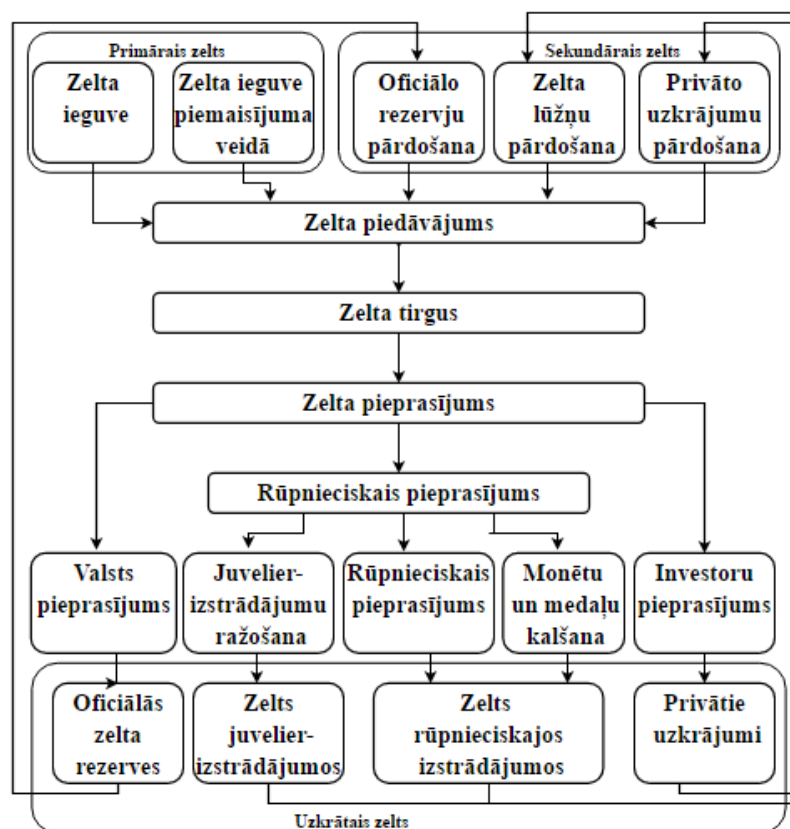 Primārais zelts
Sekundārais zelts
Zelta
ieguve
Zelta ieguve
piemaisījuma
veidā
Oficiālo
rezervju
pārdošana
Zelta
lūžņu
pārdošana
Privāto
uzkrājumu
pārdošana
Zelta piedāvājums
Zelta tirgus
Zelta pieprasījums
Rūpnieciskais pieprasījums
Valsts
pieprasījums
Juvelier-
izstrādājumu
ražošana
Rūpnieciskais
pieprasījums
Monētu
un medaļu
kalšana
Investoru
pieprasījums
Oficiālās
zelta
rezerves
Zelts
juvelier-
izstrādājumos
Zelts
rūpnieciskajos
izstrādājumos
Privātie
uzkrājumi
Uzkrātais zelts